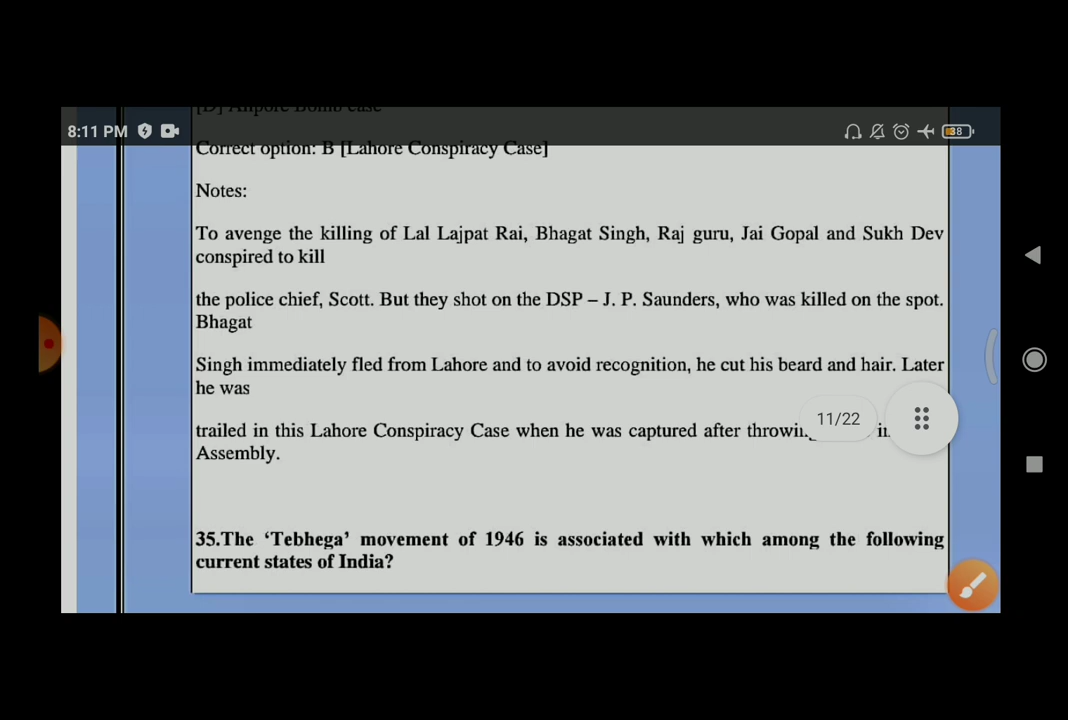 [D] Alipore Bomb case
8:11 PM 38
Correct option: B [Lahore Conspiracy Case]
Notes:
To avenge the killing of Lal Lajpat Rai, Bhagat Singh, Raj guru, Jai Gopal and Sukh Dev
conspired to kill
the police chief, Scott. But they shot on the DSP – J. P. Saunders, who was killed on the spot.
Bhagat
Singh immediately fled from Lahore and to avoid recognition, he cut his beard and hair. Later
he was
trailed in this Lahore Conspiracy Case when he was captured after
11/22
Assembly.
35.The ‘Tebhega’ movement of 1946 is associated with which among the following
current states of India?